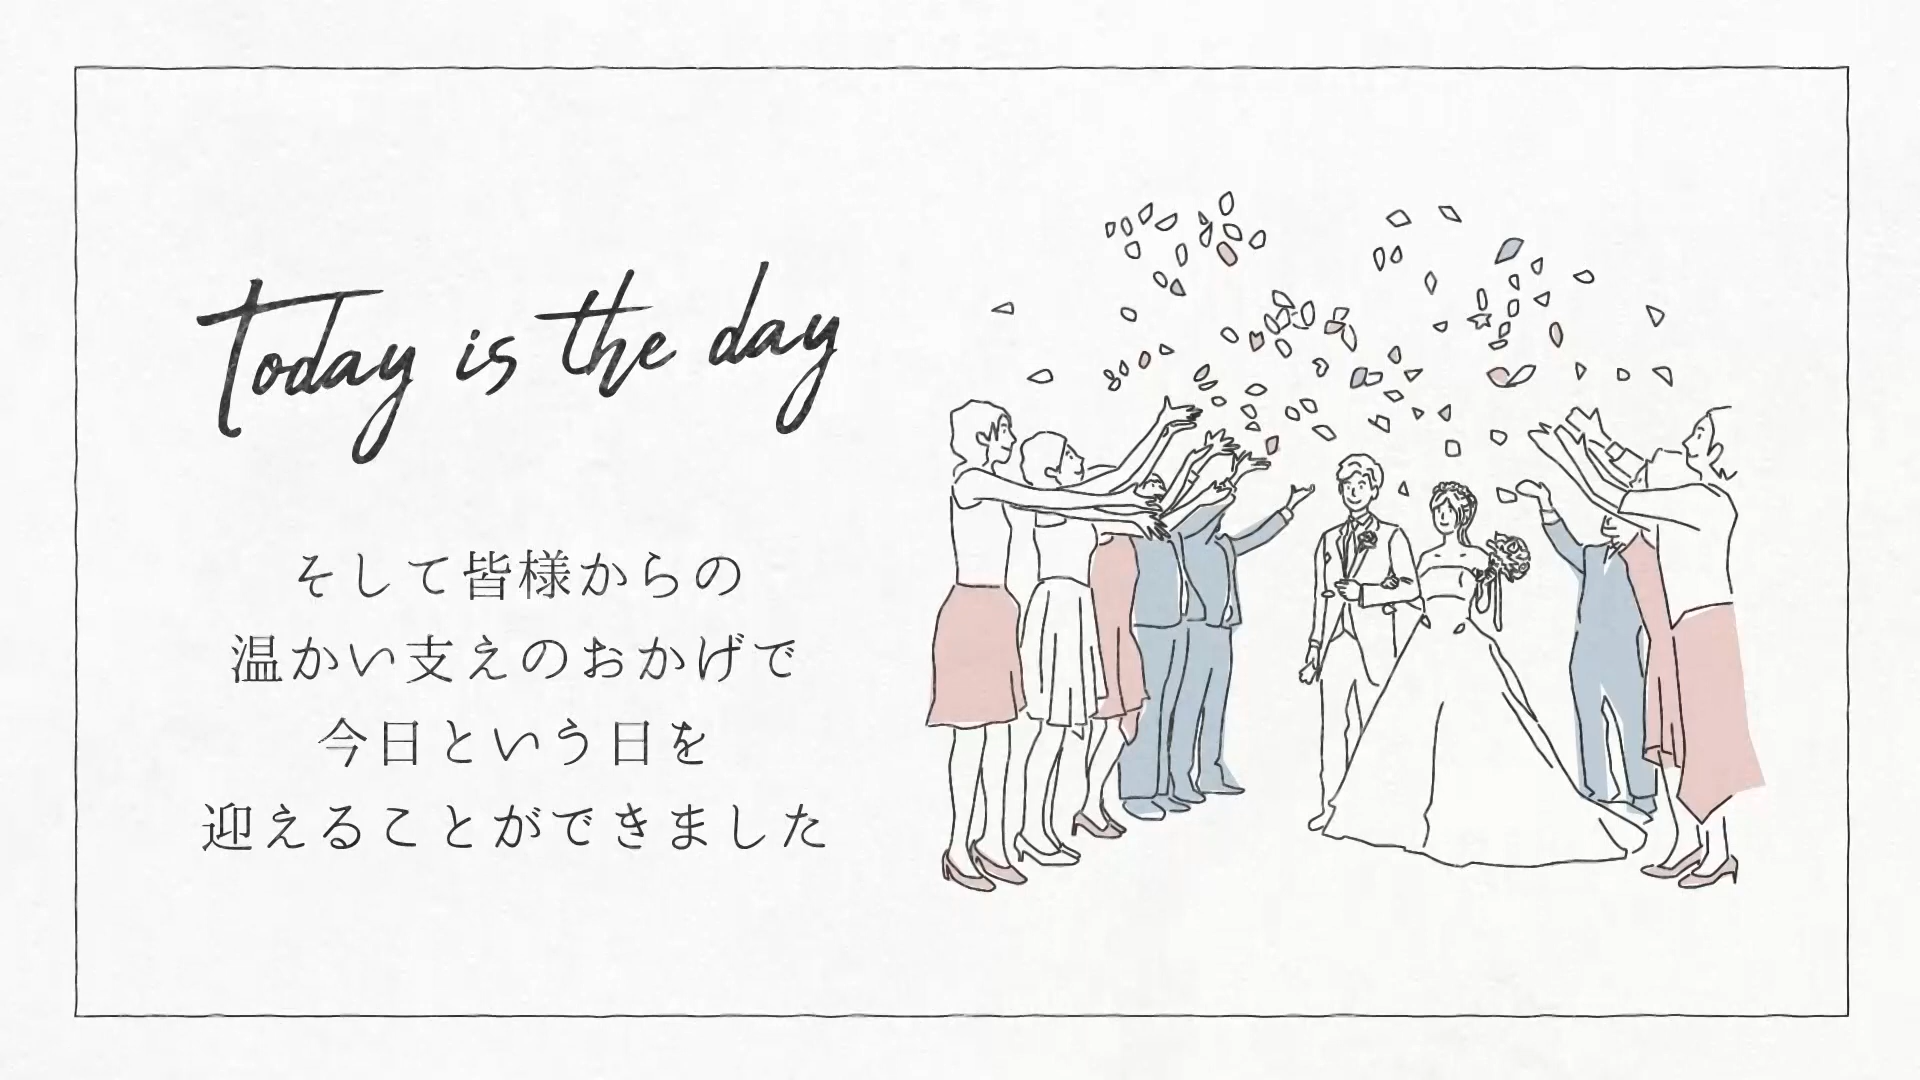 Today is the day
そして皆様からの
温かい支えのおかげで
今日という日を
迎えることができました